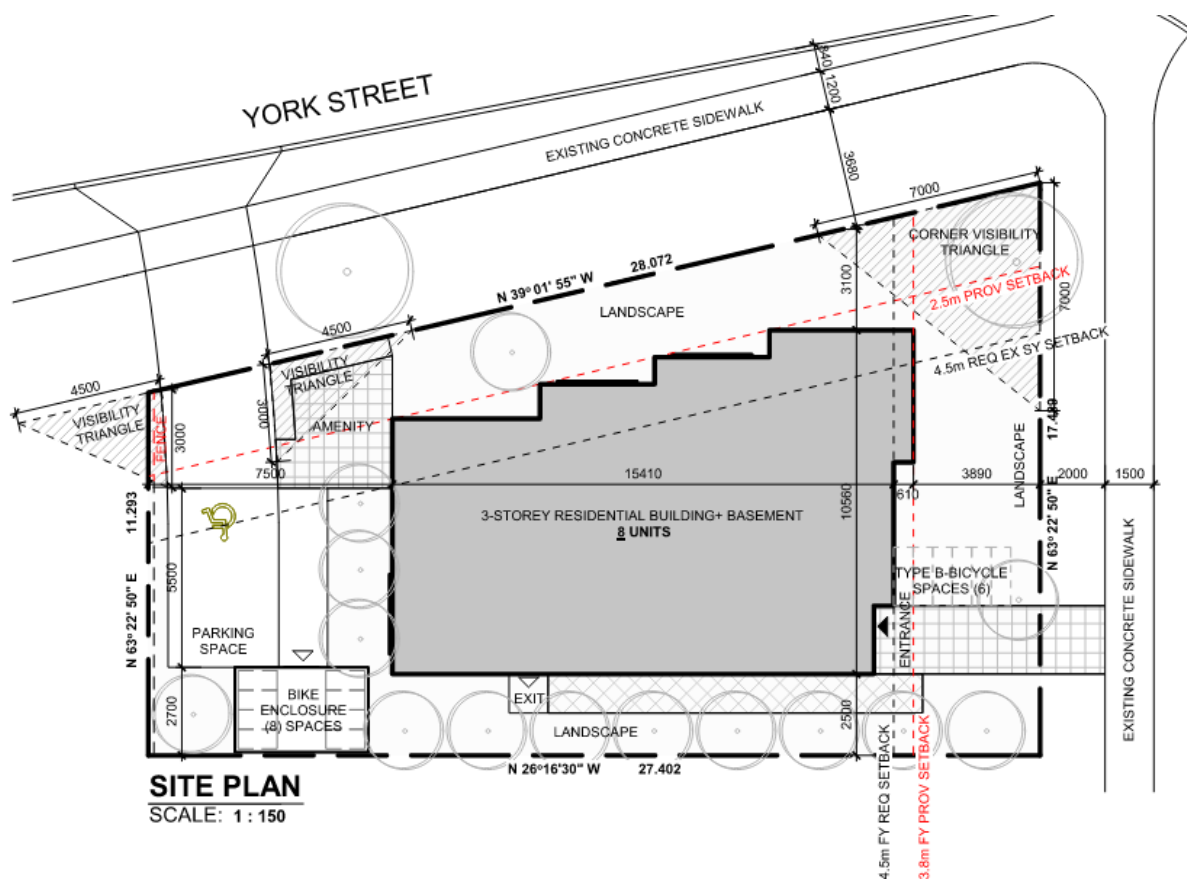 YORK STREET
840
1200
EXISTING CONCRETE SIDEWALK
3680
7000
CORNER VISIBILITY
TRIANGLE
N 39° 01' 55" W
28.072
3100
2.5m PROV SETBACK
7000
LANDSCAPE
4500
4.5m REQ EX SY SETBACK
VISIBILITY
TRIANGLE
4500
VISIBILITY
TRIANGLE
FENCE
3000
3000
AMENITY
17.489
LANDSCAPE
7500
15410
610
3890
2000
1500
11.293
10560
3-STOREY RESIDENTIAL BUILDING+ BASEMENT
8 UNITS
N 63° 22' 50" E
5500
TYPE B-BICYCLE
SPACES (6)
N 63° 22' 50" E
PARKING
SPACE
ENTRANCE
EXISTING CONCRETE SIDEWALK
2700
BIKE
ENCLOSURE
(8) SPACES
EXIT
2500
LANDSCAPE
N 26°16'30" W
27.402
4.5m FY REQ SETBACK
3.8m FY PROV SETBACK
SITE PLAN
SCALE: 1 : 150